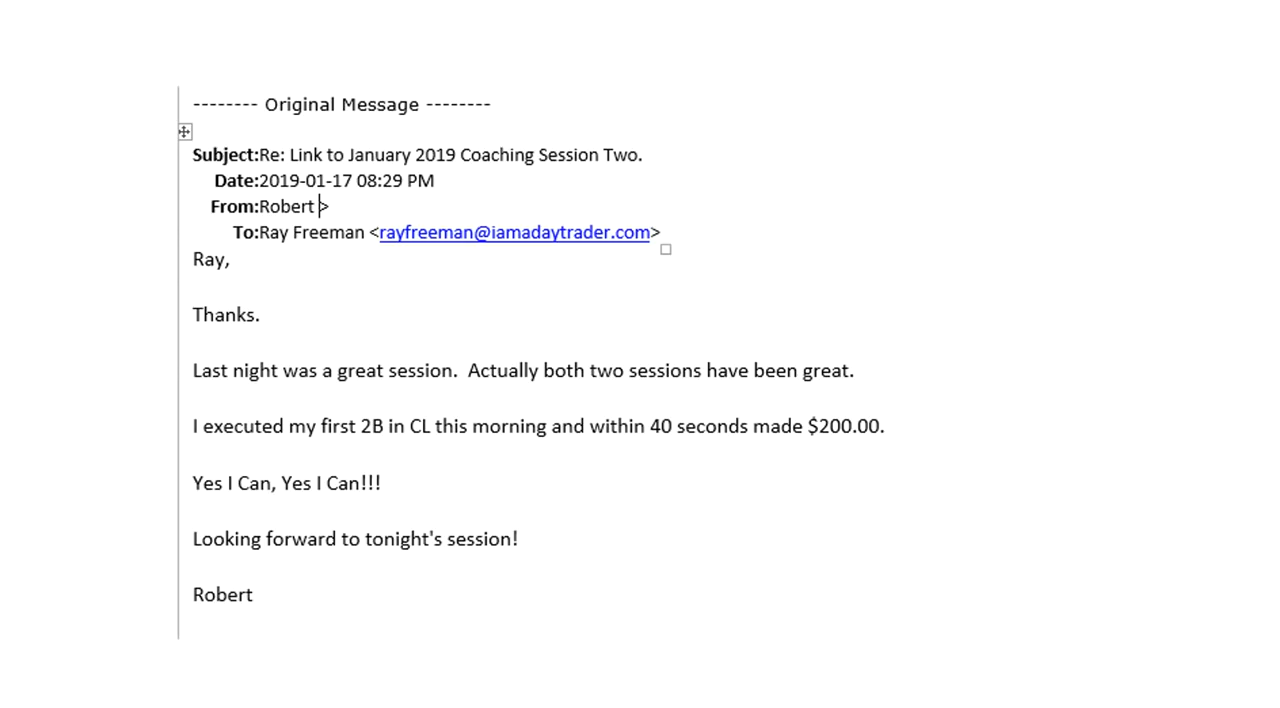 -------- Original Message --------
Subject:Re: Link to January 2019 Coaching Session Two.
Date:2019-01-17 08:29 PM
From:Robert >
To:Ray Freeman <rayfreeman@iamadaytrader.com>
Ray,
Thanks.
Last night was a great session.  Actually both two sessions have been great.
I executed my first 2B in CL this morning and within 40 seconds made $200.00.
Yes I Can, Yes I Can!!!
Looking forward to tonight's session!
Robert